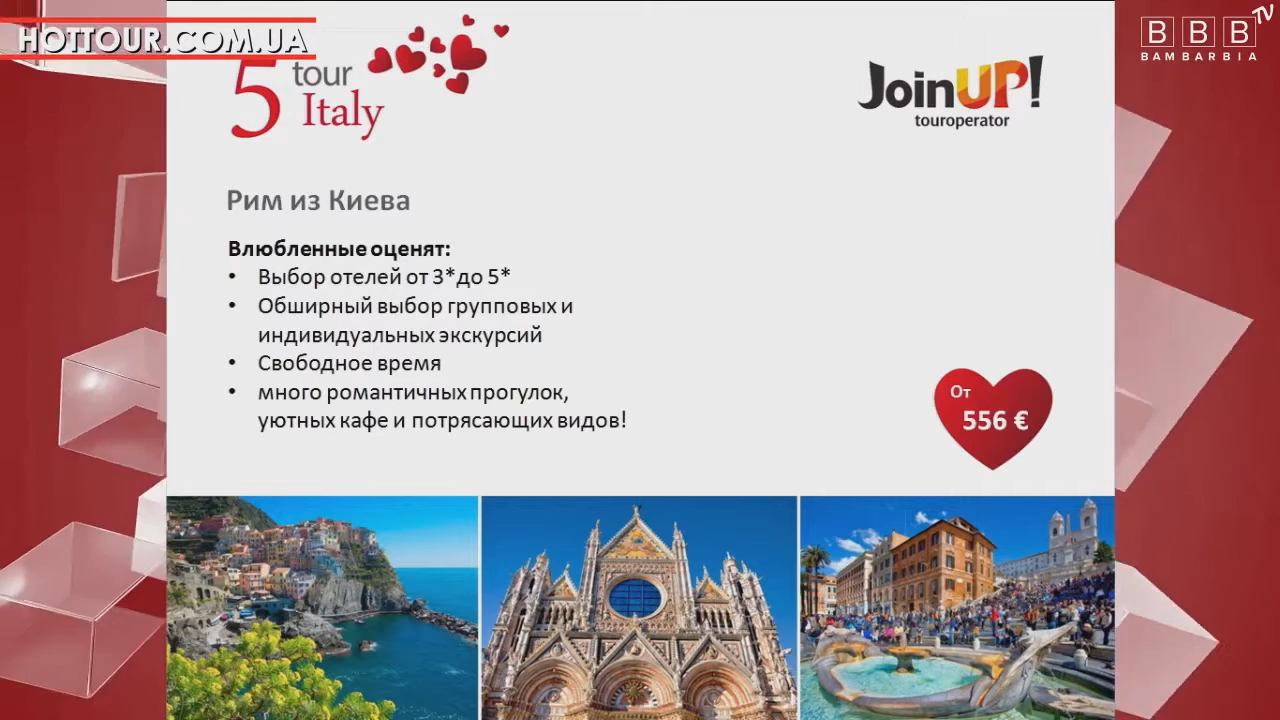 HOTTOUR.COM.UA
BBB TV
BAMBARBIA
5 tour
Italy
JoinUP!
touroperator
Рим из Киева
Влюбленные оценят:
• Выбор отелей от 3*до 5*
• Обширный выбор групповых и
индивидуальных экскурсий
• Свободное время
• много романтичных прогулок,
уютных кафе и потрясающих видов!
От
556 €